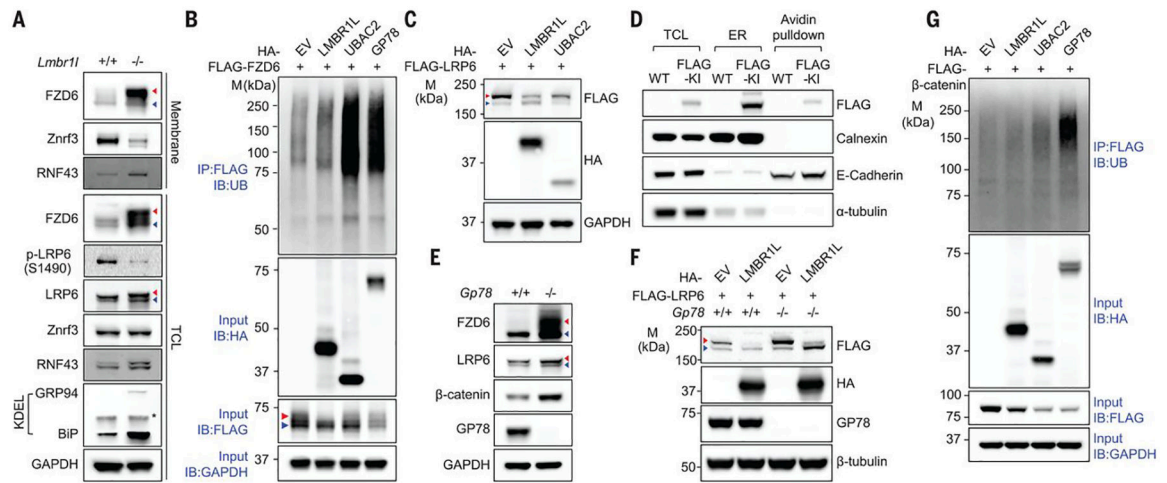 A
Lmbr1l +/+ -/-
FZD6
Znrf3
RNF43
Membrane
FZD6
p-LRP6
(S1490)
LRP6
Znrf3
RNF43
TCL
KDEL
GRP94
*
BiP
GAPDH
B
HA- EV LMBR1L UBAC2 GP78
FLAG-FZD6 + + + +
M (kDa)
250
150
100
75
50
IP:FLAG
IB:UB
75
50
37
Input
IB:HA
75
Input
IB:FLAG
37
Input
IB:GAPDH
C
HA- EV LMBR1L UBAC2
FLAG-LRP6 + + +
M
(kDa)
250
150
FLAG
37
HA
37
GAPDH
D
TCL ER Avidin
pulldown
WT FLAG
-KI WT FLAG
-KI WT FLAG
-KI
FLAG
Calnexin
E-Cadherin
α-tubulin
E
Gp78 +/+ -/-
FZD6
LRP6
β-catenin
GP78
GAPDH
F
HA- EV LMBR1L EV LMBR1L
FLAG-LRP6 + + + +
Gp78 +/+ +/+ -/- -/-
M
(kDa)
250
150
FLAG
37
HA
75
GP78
50
β-tubulin
G
HA- EV LMBR1L UBAC2 GP78
FLAG- + + + +
β-catenin
M
(kDa)
250
150
100
75
IP:FLAG
IB:UB
75
50
37
Input
IB:HA
100
75
Input
IB:FLAG
37
Input
IB:GAPDH